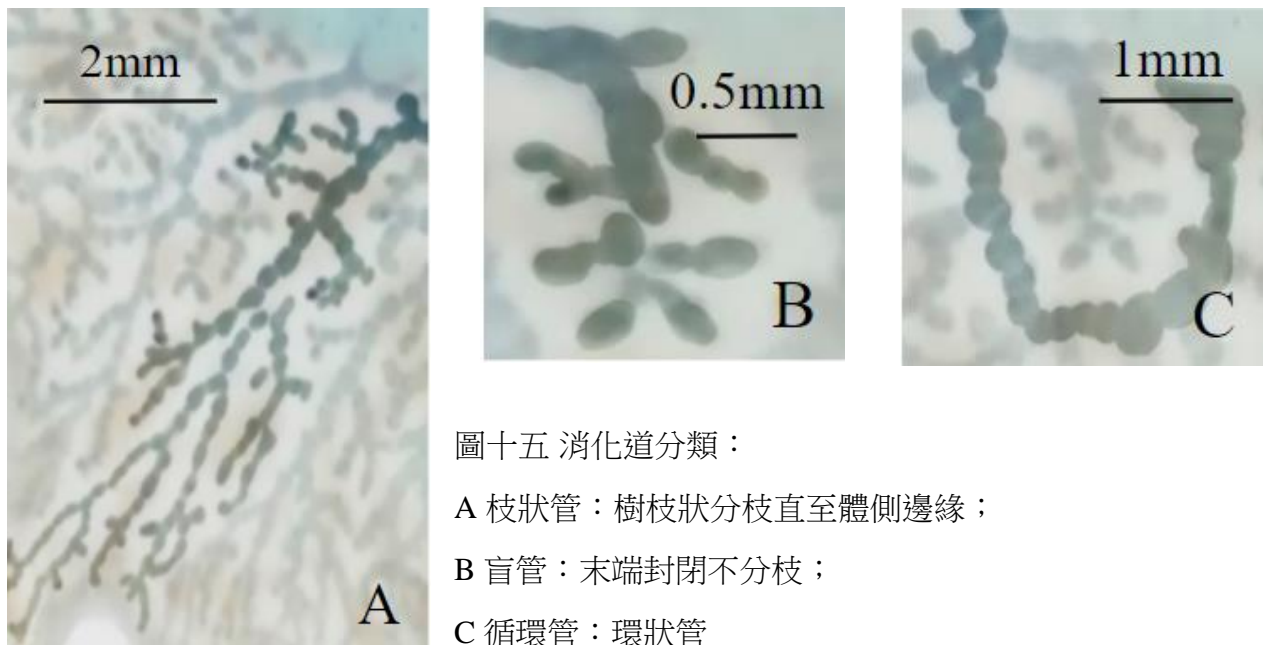 2mm
A
0.5mm
B
1mm
C
圖十五 消化道分類：
A 枝狀管：樹枝狀分枝直至體側邊緣；
B 盲管：末端封閉不分枝；
C 循環管：環狀管